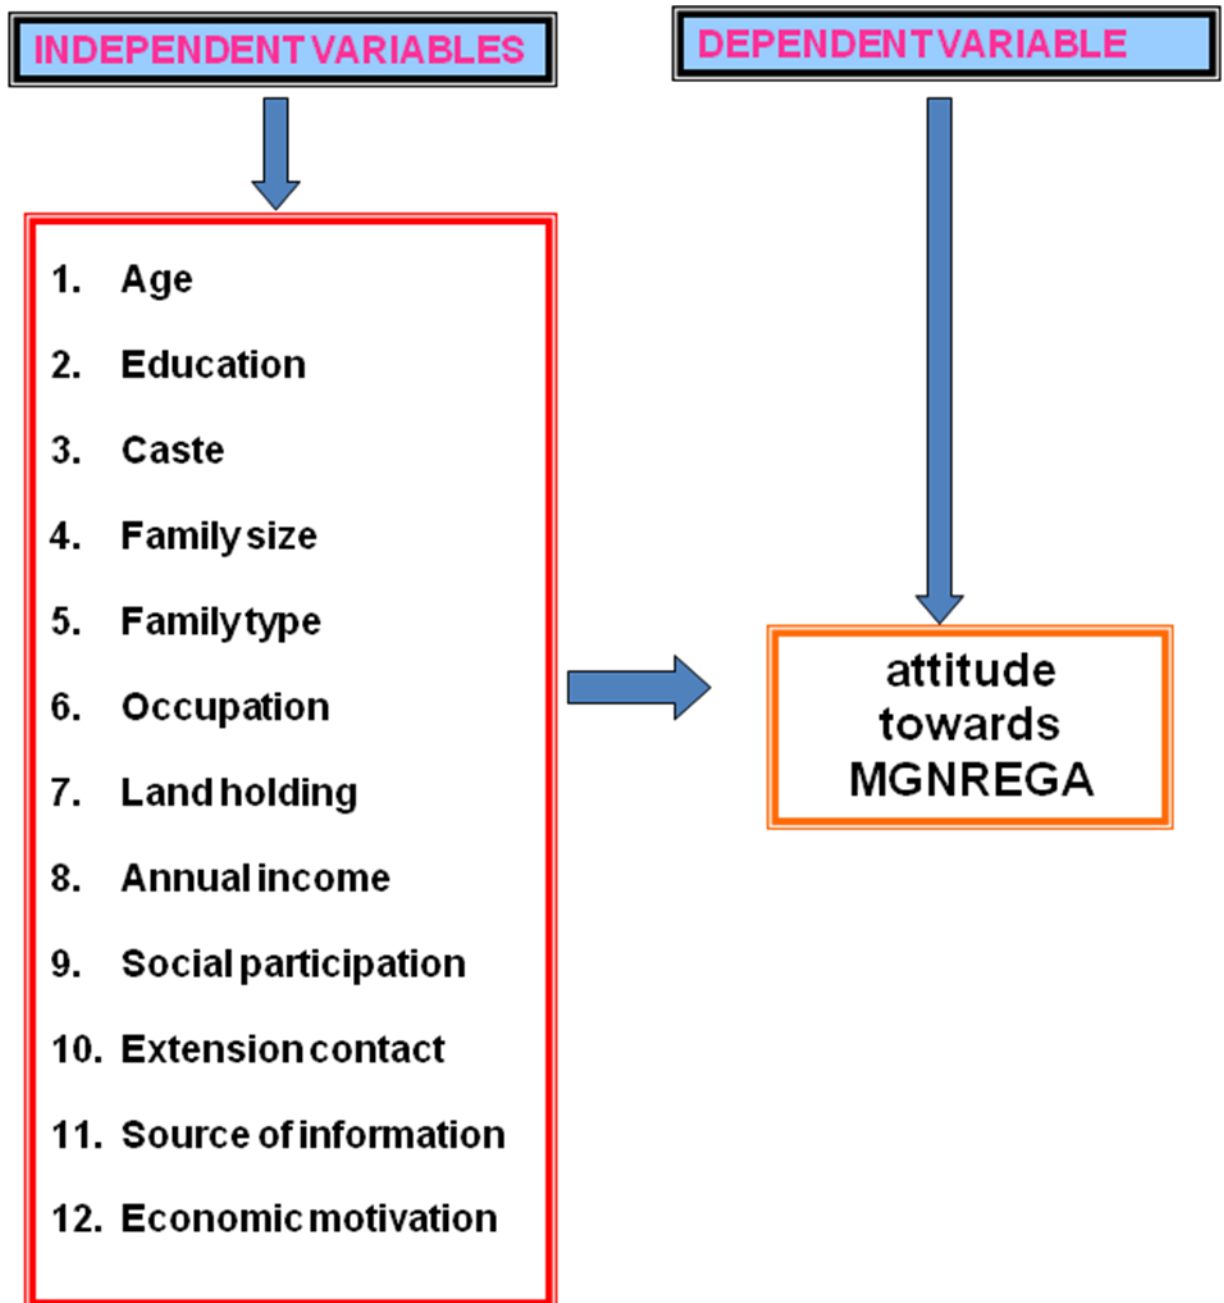 INDEPENDENT VARIABLES
DEPENDENT VARIABLE
1. Age
2. Education
3. Caste
4. Family size
5. Family type
6. Occupation
7. Land holding
8. Annual income
9. Social participation
10. Extension contact
11. Source of information
12. Economic motivation
attitude
towards
MGNREGA